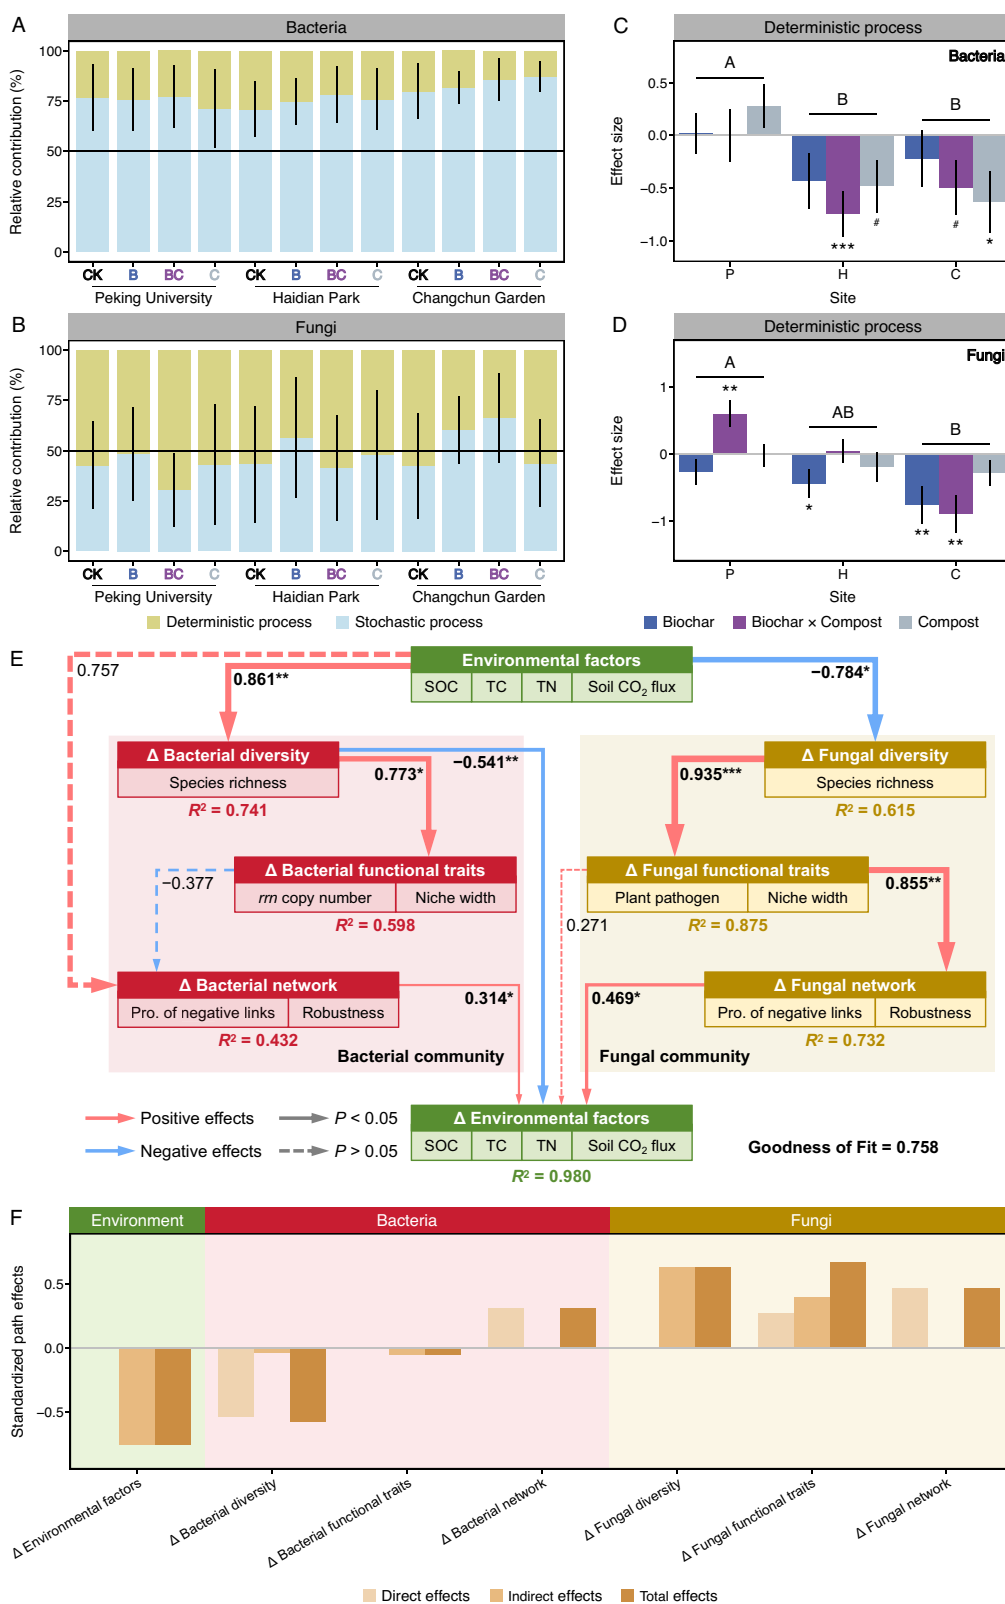 A
Bacteria
Relative contribution (%)
100
75
50
25
0
CK B BC C CK B BC C CK B BC C
Peking University Haidian Park Changchun Garden
C
Deterministic process
Bacteria
Effect size
0.5
0.0
−0.5
−1.0
A
B
B
***
#
#
*
P H C
Site
B
Fungi
Relative contribution (%)
100
75
50
25
0
CK B BC C CK B BC C CK B BC C
Peking University Haidian Park Changchun Garden
Deterministic process Stochastic process
D
Deterministic process
Fungi
Effect size
1
0
−1
A
**
AB
*
B
**
**
P H C
Site
Biochar Biochar × Compost Compost
E
0.757
Environmental factors
SOC TC TN Soil CO₂ flux
0.861**
−0.784*
Δ Bacterial diversity
Species richness
R² = 0.741
0.773*
−0.541**
Δ Fungal diversity
Species richness
R² = 0.615
0.935***
Δ Bacterial functional traits
rrn copy number Niche width
R² = 0.598
−0.377
Δ Fungal functional traits
Plant pathogen Niche width
R² = 0.875
0.855**
0.271
Δ Bacterial network
Pro. of negative links Robustness
R² = 0.432
0.314*
0.469*
Δ Fungal network
Pro. of negative links Robustness
R² = 0.732
Bacterial community
Fungal community
Positive effects P < 0.05
Negative effects P > 0.05
Δ Environmental factors
SOC TC TN Soil CO₂ flux
R² = 0.980
Goodness of Fit = 0.758
F
Environment Bacteria Fungi
Standardized path effects
0.5
0.0
−0.5
Δ Environmental factors
Δ Bacterial diversity
Δ Bacterial functional traits
Δ Bacterial network
Δ Fungal diversity
Δ Fungal functional traits
Δ Fungal network
Direct effects Indirect effects Total effects